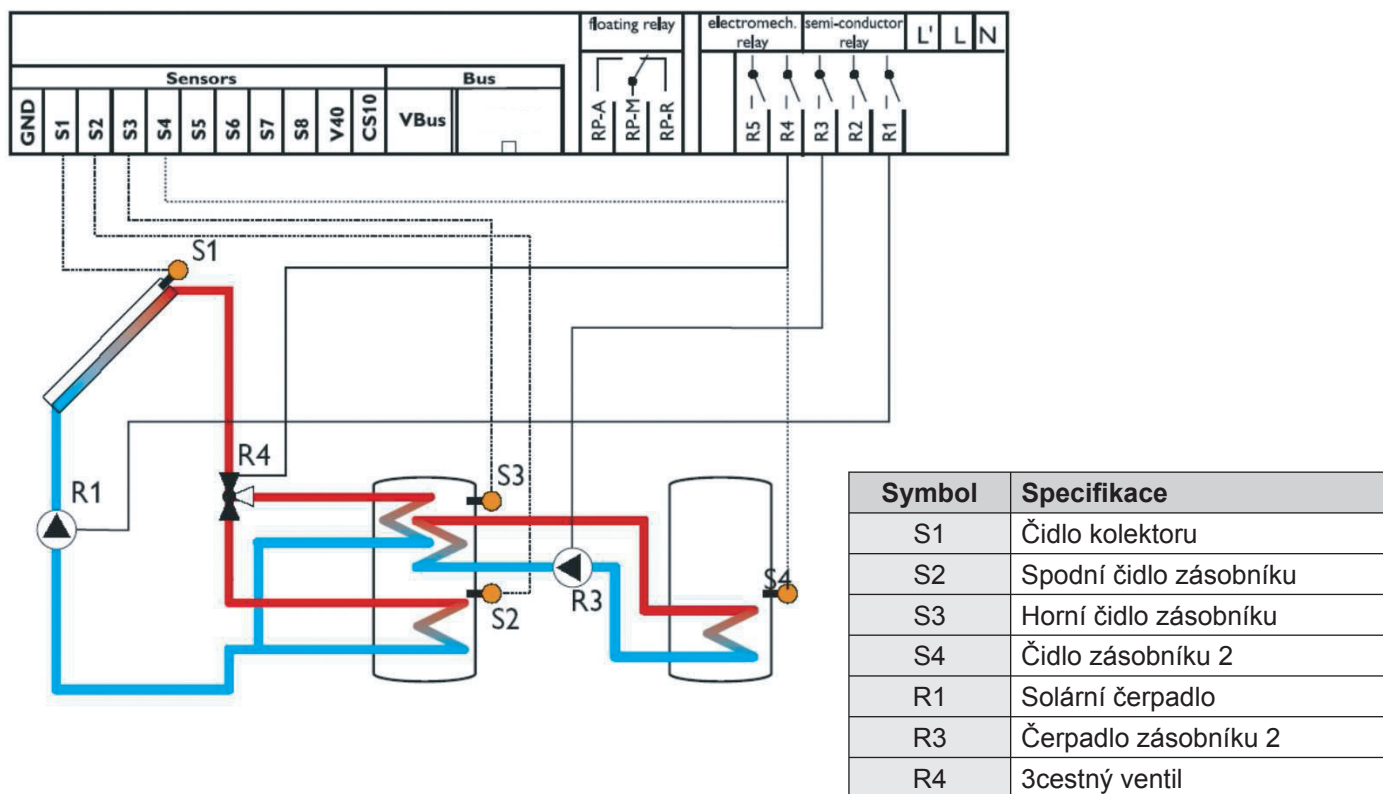 floating relay
electromech. relay
semi-conductor relay
L' L N
Sensors
Bus
GND S1 S2 S3 S4 S5 S6 S7 S8 V40 CS10
VBus
RP-A RP-M RP-R
R5 R4 R3 R2 R1
S1
R4
R1
S3
S2
R3
S4
Symbol Specifikace
S1 Čidlo kolektoru
S2 Spodní čidlo zásobníku
S3 Horní čidlo zásobníku
S4 Čidlo zásobníku 2
R1 Solární čerpadlo
R3 Čerpadlo zásobníku 2
R4 3cestný ventil